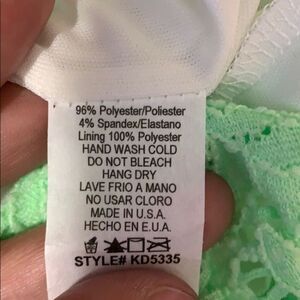 96% Polyester/Poliester
4% Spandex/Elastano
Lining 100% Polyester
HAND WASH COLD
DO NOT BLEACH
HANG DRY
LAVE FRIO A MANO
NO USAR CLORO
MADE IN U.S.A.
HECHO EN E.U.A.
STYLE# KD5335